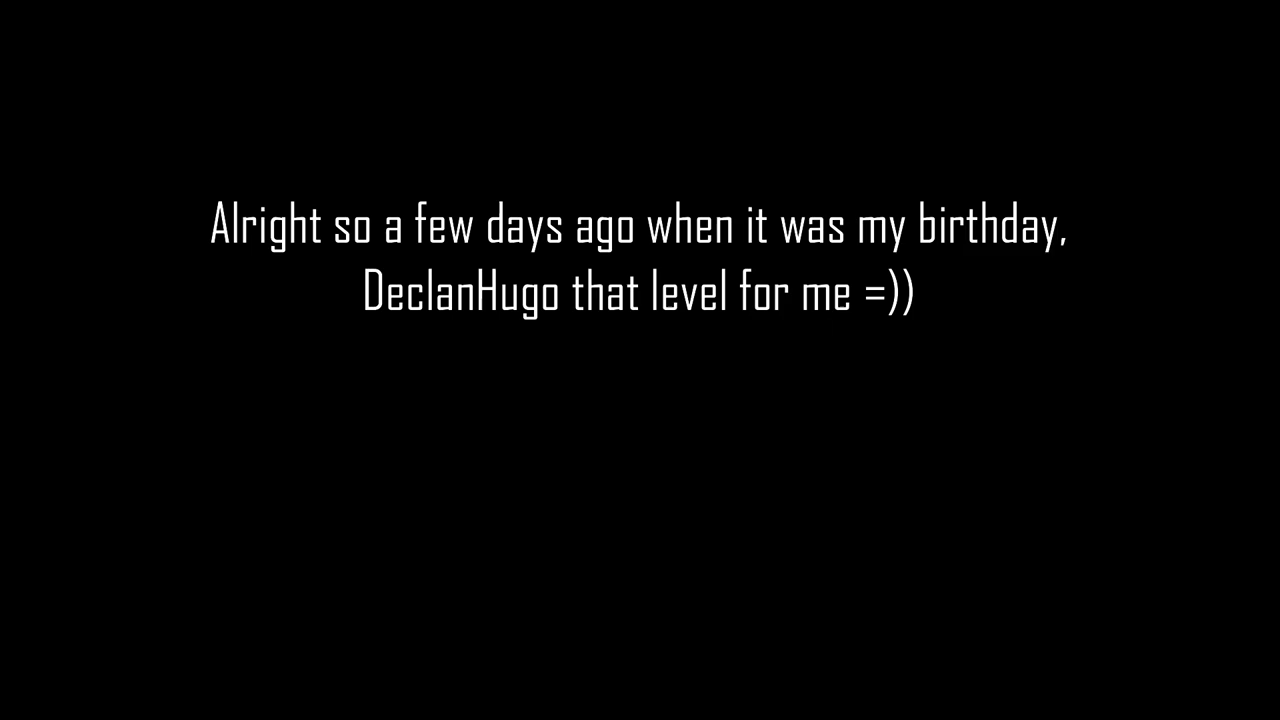 Alright so a few days ago when it was my birthday,
DeclanHugo that level for me =))